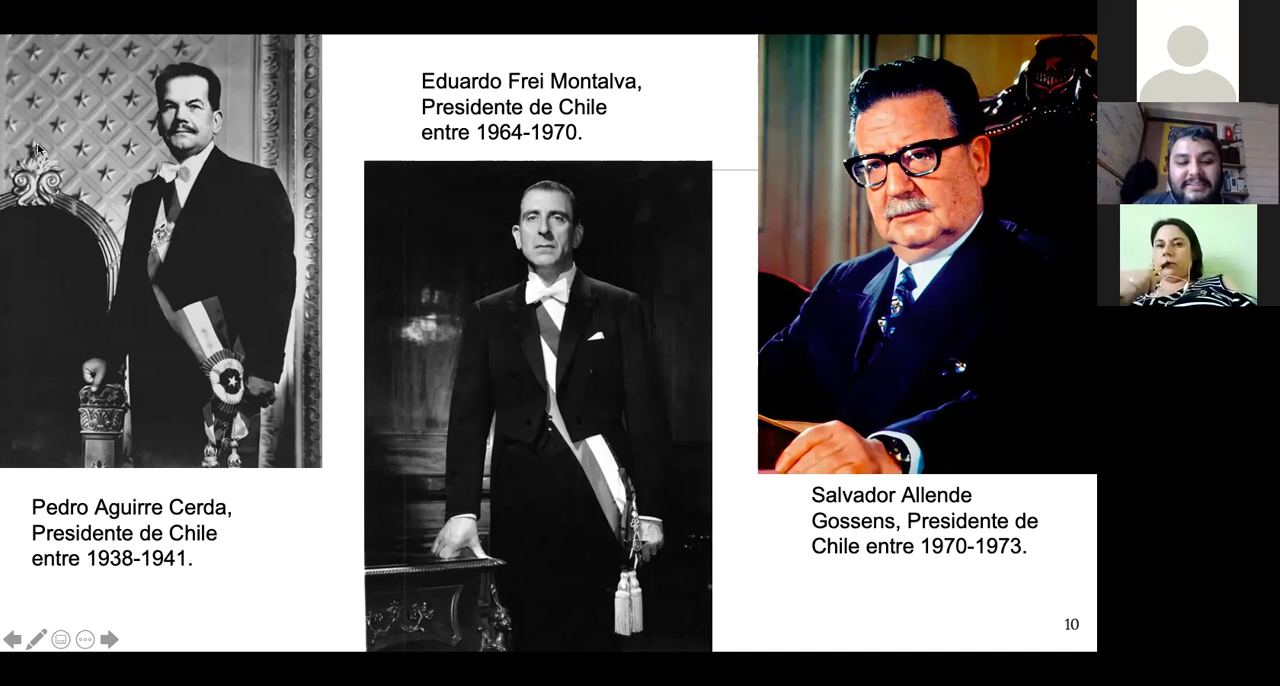 Eduardo Frei Montalva,
Presidente de Chile
entre 1964-1970.
Pedro Aguirre Cerda,
Presidente de Chile
entre 1938-1941.
Salvador Allende
Gossens, Presidente de
Chile entre 1970-1973.
10